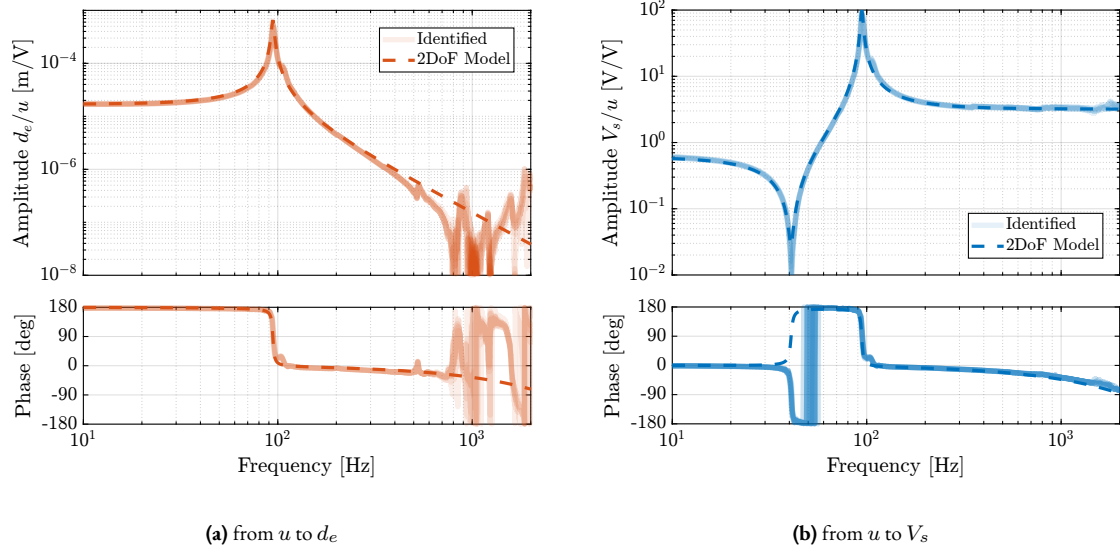 Amplitude d_e/u [m/V]
10^{-4}
10^{-6}
10^{-8}
Identified
2DoF Model
Phase [deg]
180
90
0
-90
-180
10^1
10^2
10^3
Frequency [Hz]
(a) from u to d_e
Amplitude V_s/u [V/V]
10^2
10^1
10^0
10^{-1}
10^{-2}
Identified
2DoF Model
Phase [deg]
180
90
0
-90
-180
10^1
10^2
10^3
Frequency [Hz]
(b) from u to V_s